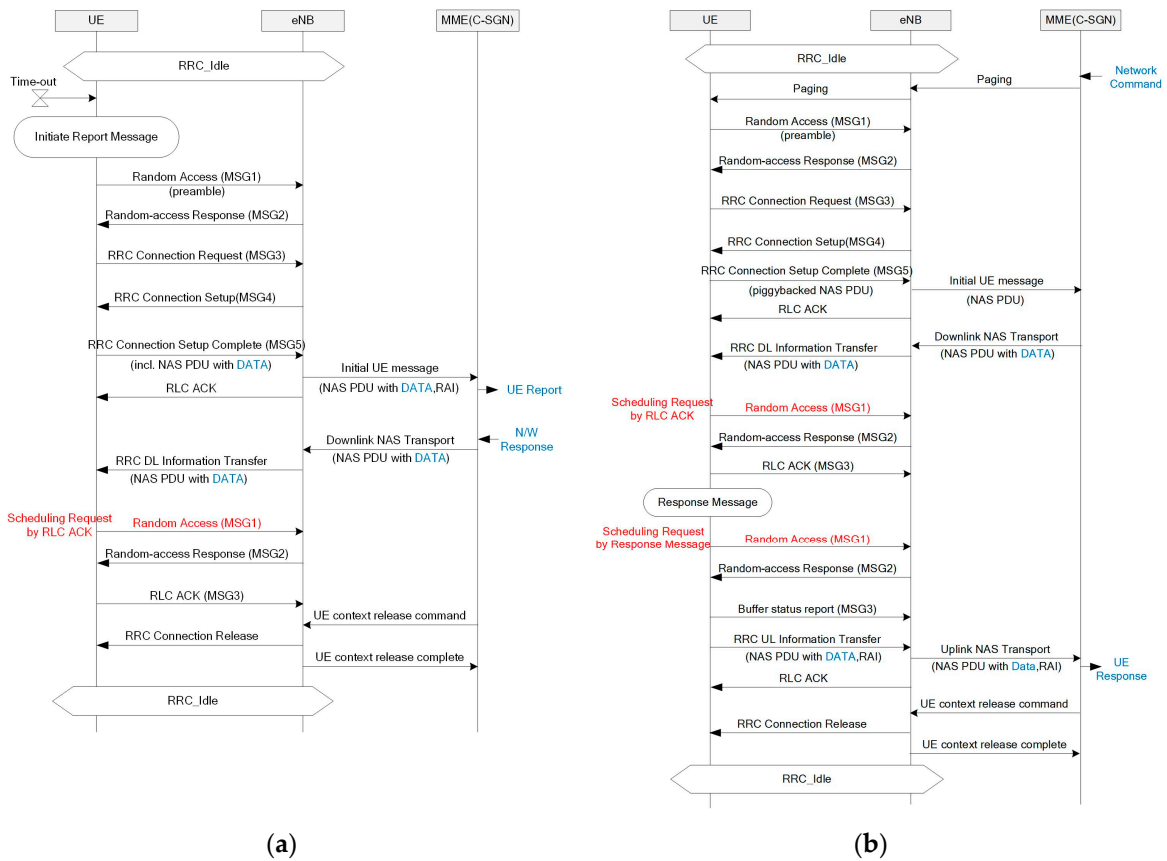 UE
eNB
MME(C-SGN)
RRC_Idle
Time-out
Initiate Report Message
Random Access (MSG1)
(preamble)
Random-access Response (MSG2)
RRC Connection Request (MSG3)
RRC Connection Setup(MSG4)
RRC Connection Setup Complete (MSG5)
(incl. NAS PDU with DATA)
Initial UE message
(NAS PDU with DATA,RAI)
RLC ACK
UE Report
N/W
Response
Downlink NAS Transport
(NAS PDU with DATA)
RRC DL Information Transfer
(NAS PDU with DATA)
Scheduling Request
by RLC ACK
Random Access (MSG1)
Random-access Response (MSG2)
RLC ACK (MSG3)
UE context release command
RRC Connection Release
UE context release complete
RRC_Idle
(a)
UE
eNB
MME(C-SGN)
RRC_Idle
Network
Command
Paging
Paging
Random Access (MSG1)
(preamble)
Random-access Response (MSG2)
RRC Connection Request (MSG3)
RRC Connection Setup(MSG4)
RRC Connection Setup Complete (MSG5)
(piggybacked NAS PDU)
Initial UE message
(NAS PDU)
RLC ACK
Downlink NAS Transport
(NAS PDU with DATA)
RRC DL Information Transfer
(NAS PDU with DATA)
Scheduling Request
by RLC ACK
Random Access (MSG1)
Random-access Response (MSG2)
RLC ACK (MSG3)
Response Message
Scheduling Request
by Response Message
Random Access (MSG1)
Random-access Response (MSG2)
Buffer status report (MSG3)
RRC UL Information Transfer
(NAS PDU with DATA,RAI)
Uplink NAS Transport
(NAS PDU with Data,RAI)
UE
Response
RLC ACK
UE context release command
RRC Connection Release
UE context release complete
RRC_Idle
(b)